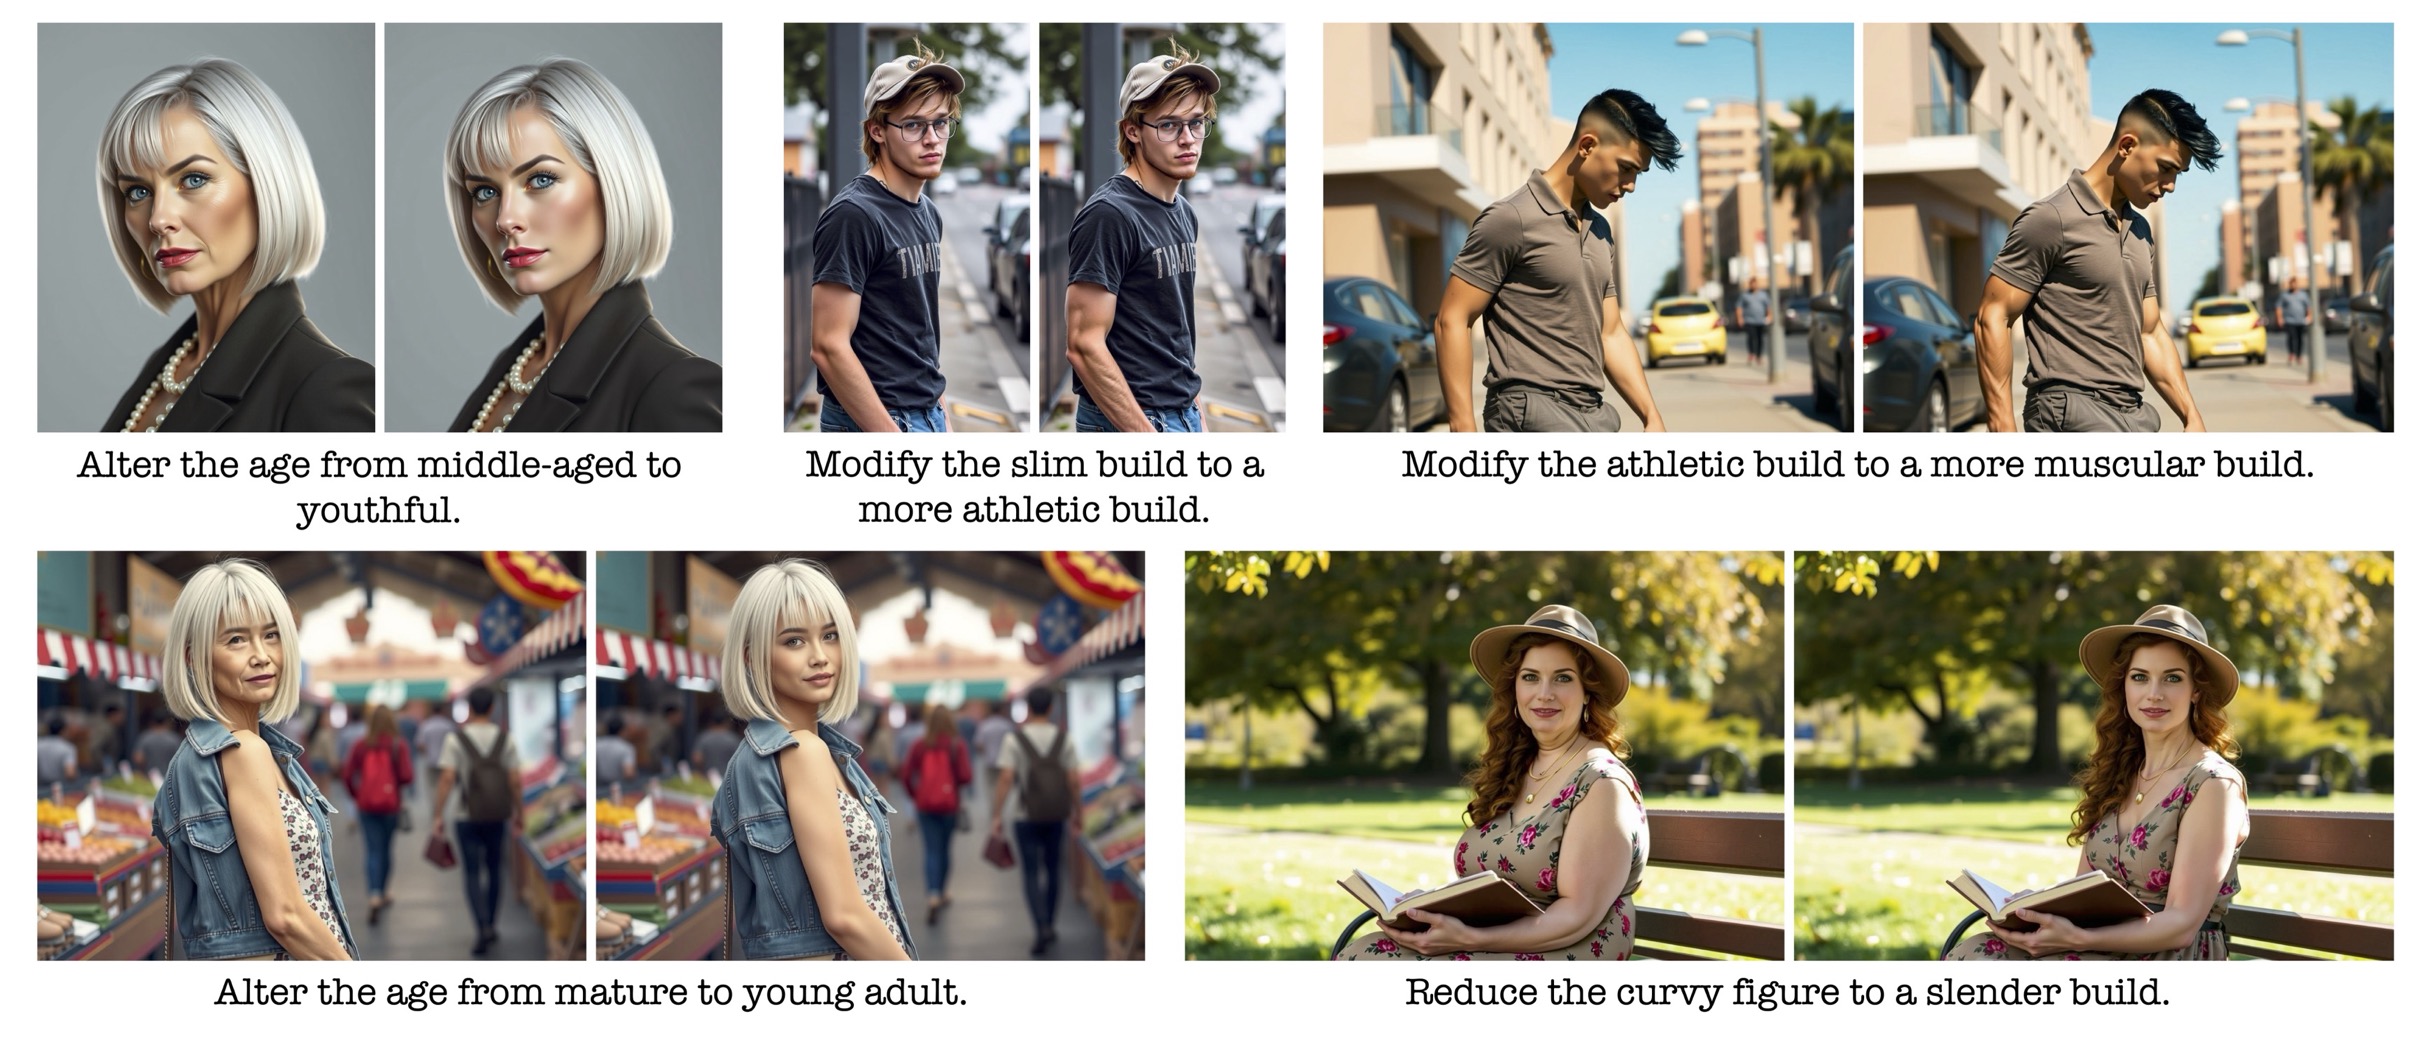 TIAMIE
TIAMIE
Alter the age from middle-aged to
youthful.
Modify the slim build to a
more athletic build.
Modify the athletic build to a more muscular build.
Alter the age from mature to young adult.
Reduce the curvy figure to a slender build.